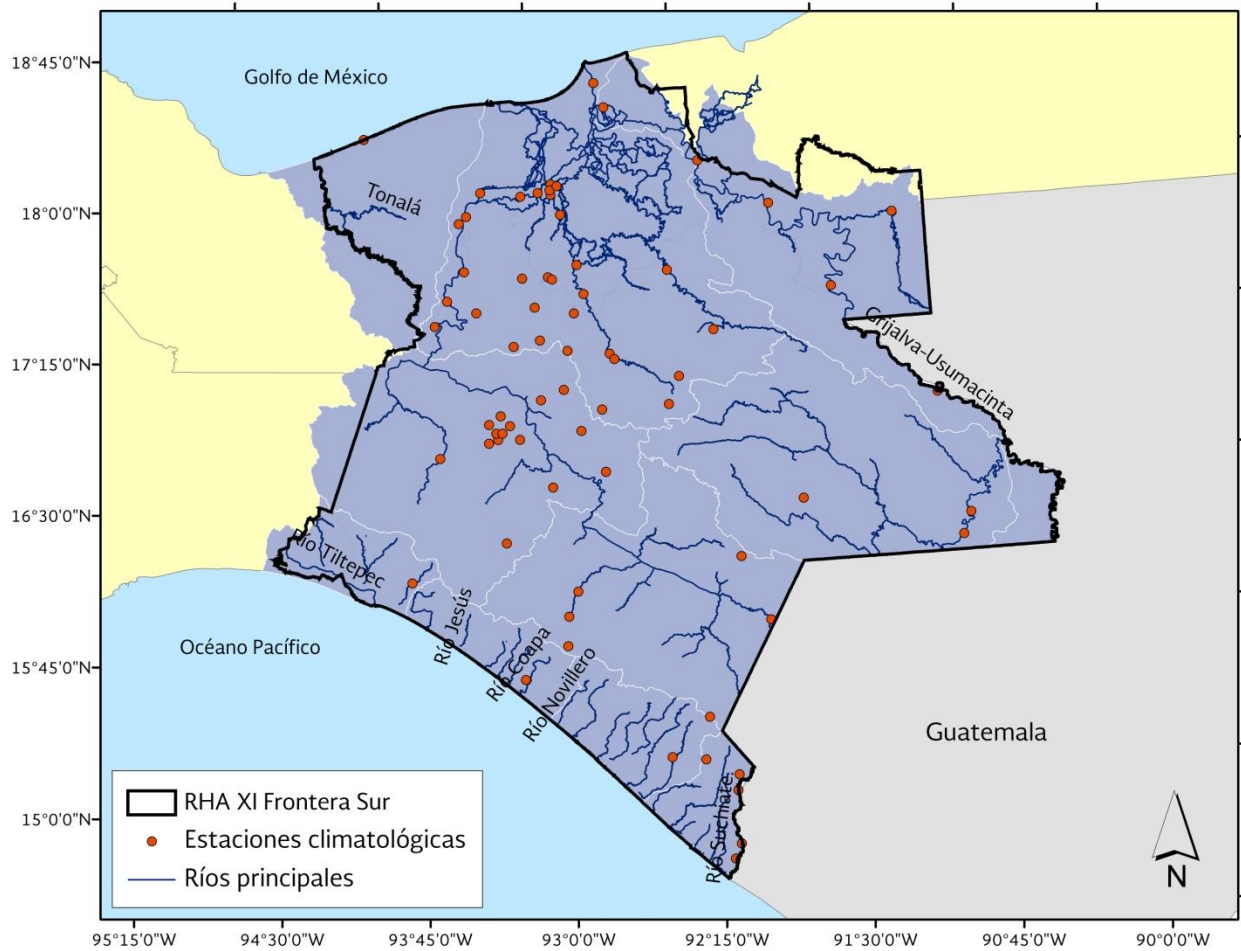 18°45'0"N
Golfo de México
18°0'0"N
Tonalá
17°15'0"N
Grijalva-Usumacinta
16°30'0"N
Río Tiltepec
Río Jesús
Río Coapa
Río Novillero
Océano Pacífico
15°45'0"N
Guatemala
Río Suchiate
15°0'0"N
RHA XI Frontera Sur
Estaciones climatológicas
Ríos principales
N
95°15'0"W 94°30'0"W 93°45'0"W 93°0'0"W 92°15'0"W 91°30'0"W 90°45'0"W 90°0'0"W